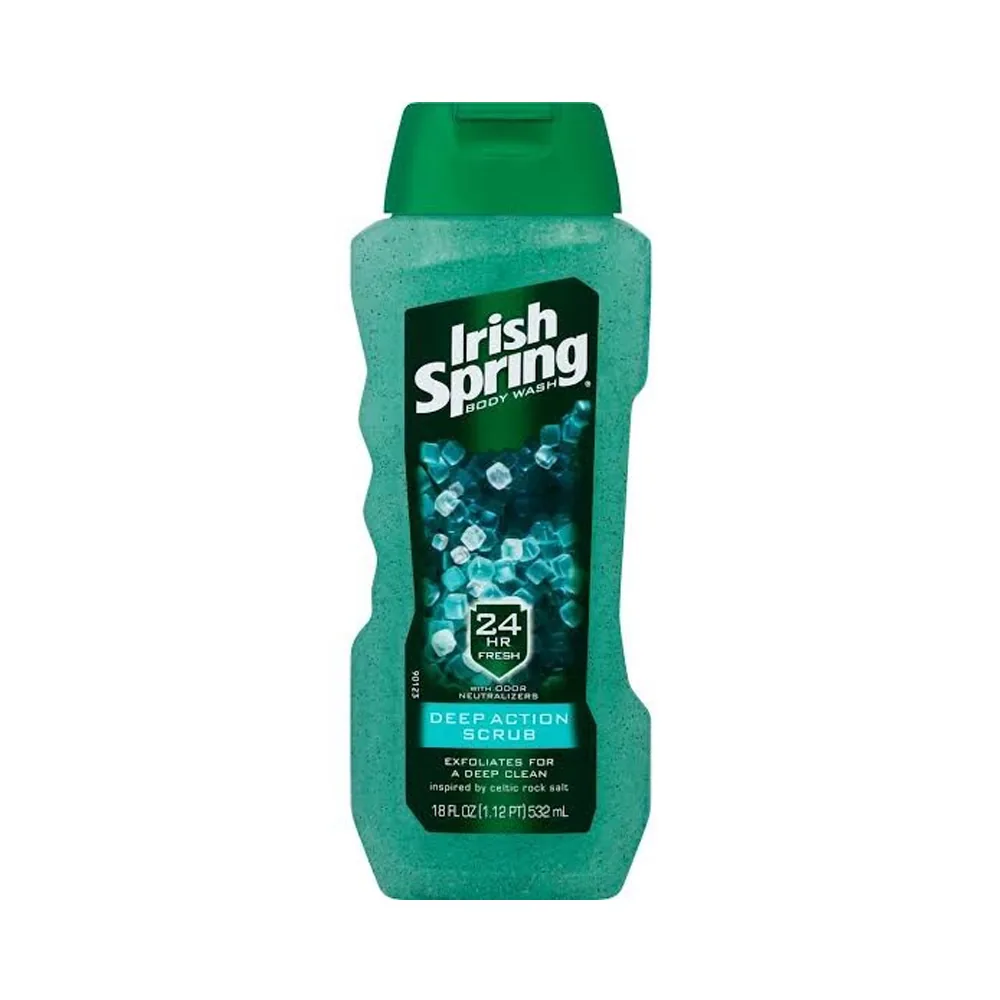 Irish
Spring®
BODY WASH
24
HR
FRESH
WITH ODOR
NEUTRALIZERS
DEEP ACTION
SCRUB
EXFOLIATES FOR
A DEEP CLEAN
inspired by celtic rock salt
18 FL OZ (1.12 PT) 532 mL
90123